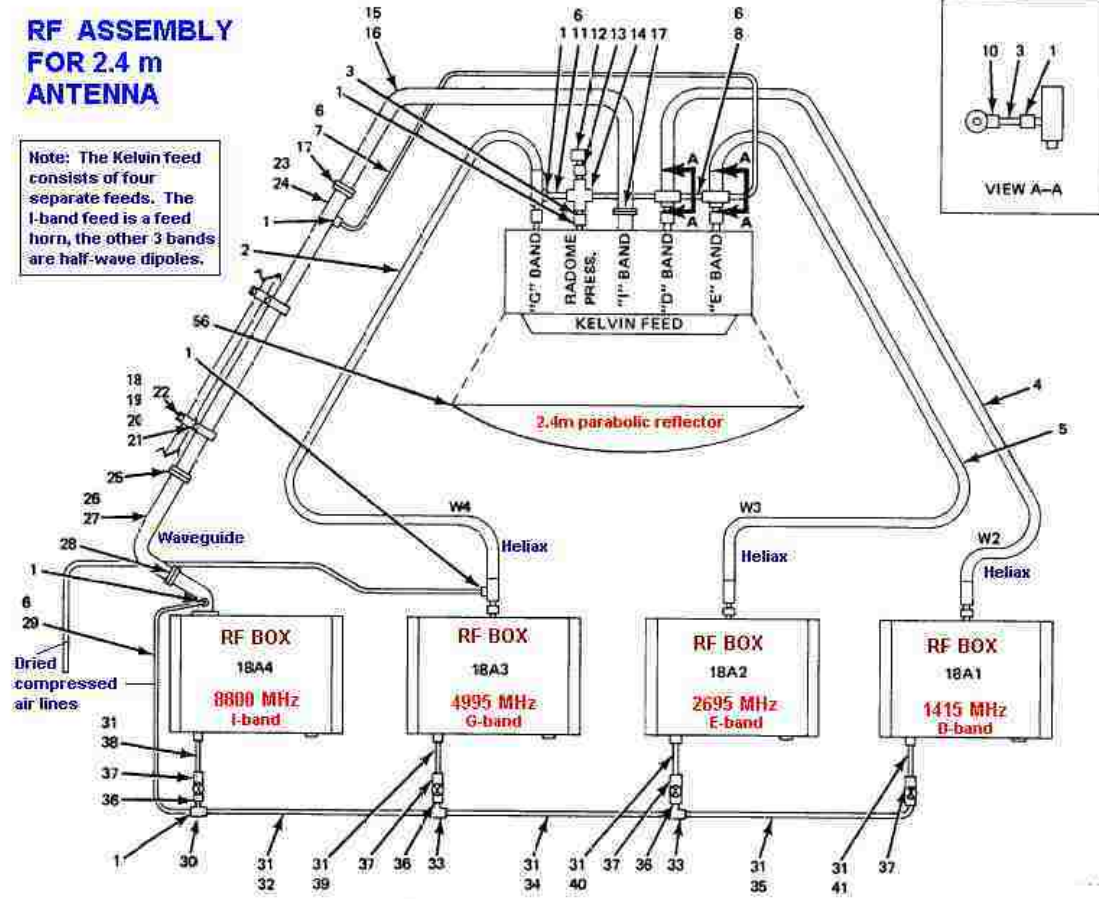 RF ASSEMBLY
FOR 2.4 m
ANTENNA
Note: The Kelvin feed
consists of four
separate feeds. The
I-band feed is a feed
horn, the other 3 bands
are half-wave dipoles.
15
16
6
1 11 12 13 14 17
6
8
10 3 1
VIEW A-A
3
1
6
7
17 23
24
1
2
A A
A A
"G" BAND
RADOME
PRESS.
"I" BAND
"D" BAND
"E" BAND
KELVIN FEED
56
1
2.4m parabolic reflector
4
5
18
19
20
21
22
25
26
27
Waveguide
W4
W3
W2
Heliax
Heliax
Heliax
28
1
6
29
Dried
compressed
air lines
RF BOX
18A4
8800 MHz
I-band
RF BOX
18A3
4995 MHz
G-band
RF BOX
18A2
2695 MHz
E-band
RF BOX
18A1
1415 MHz
D-band
31
38
37
36
1
30
31
32
31
39
37
36
33
31
34
31
40
37
36
33
31
35
31
41
37